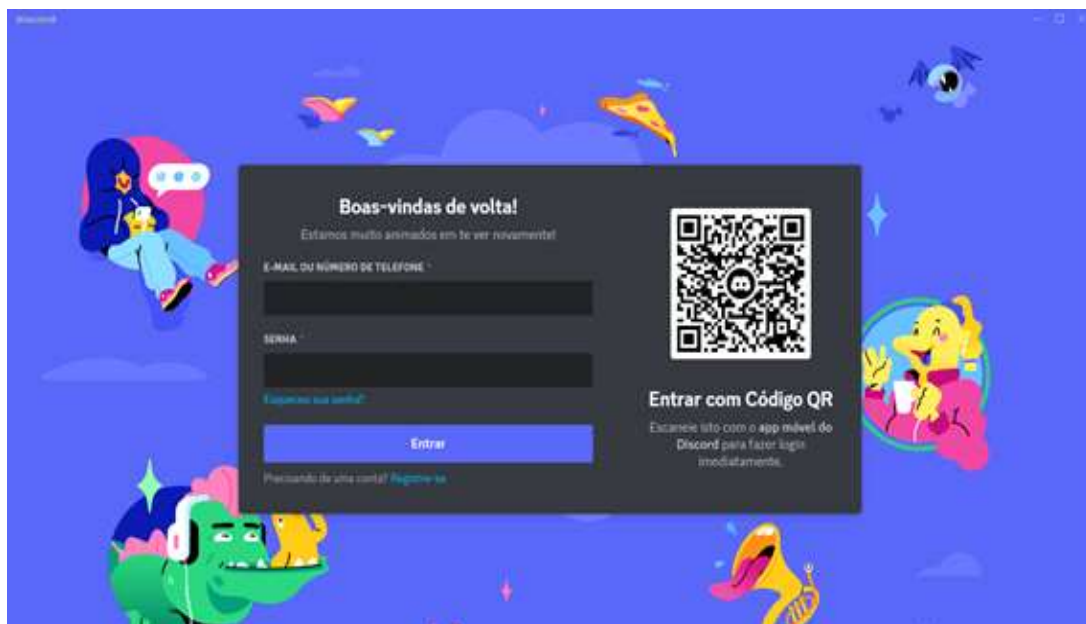 Discord
Boas-vindas de volta!
Estamos muito animados em te ver novamente!
E-MAIL OU NÚMERO DE TELEFONE *
SENHA *
Esqueceu sua senha?
Entrar
Precisando de uma conta? Registre-se
Entrar com Código QR
Escaneie isto com o app móvel do
Discord para fazer login
imediatamente.